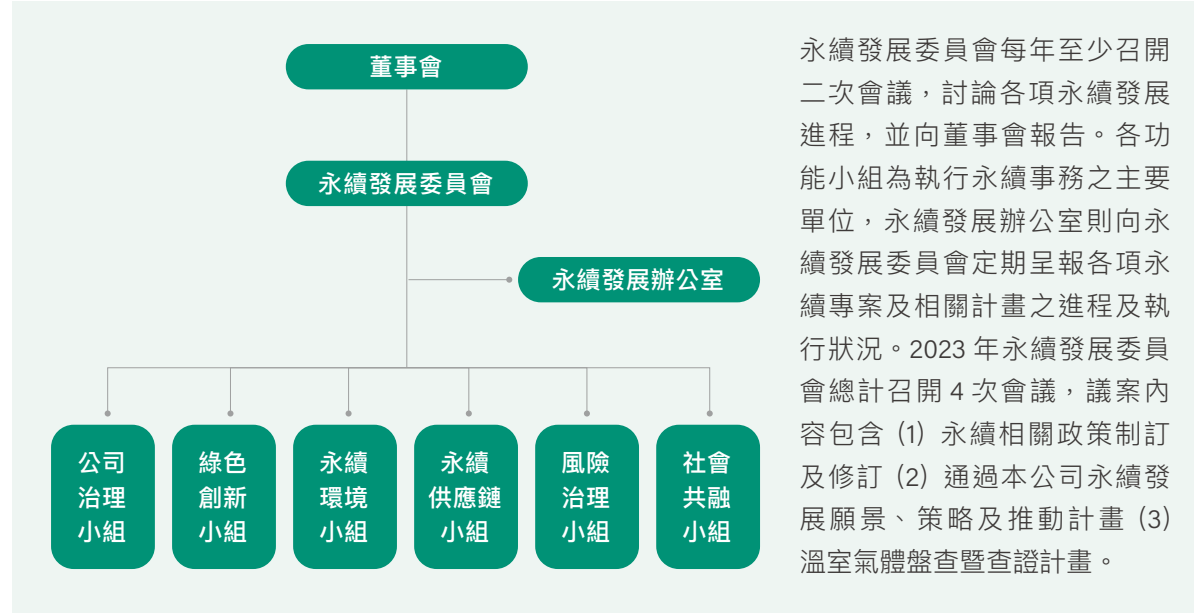 董事會
永續發展委員會
永續發展辦公室
公司
治理
小組
綠色
創新
小組
永續
環境
小組
永續
供應鏈
小組
風險
治理
小組
社會
共融
小組
永續發展委員會每年至少召開
二次會議，討論各項永續發展
進程，並向董事會報告。各功
能小組為執行永續事務之主要
單位，永續發展辦公室則向永
續發展委員會定期呈報各項永
續專案及相關計畫之進程及執
行狀況。2023 年永續發展委員
會總計召開 4 次會議，議案內
容包含 (1) 永續相關政策制訂
及修訂 (2) 通過本公司永續發
展願景、策略及推動計畫 (3)
溫室氣體盤查暨查證計畫。